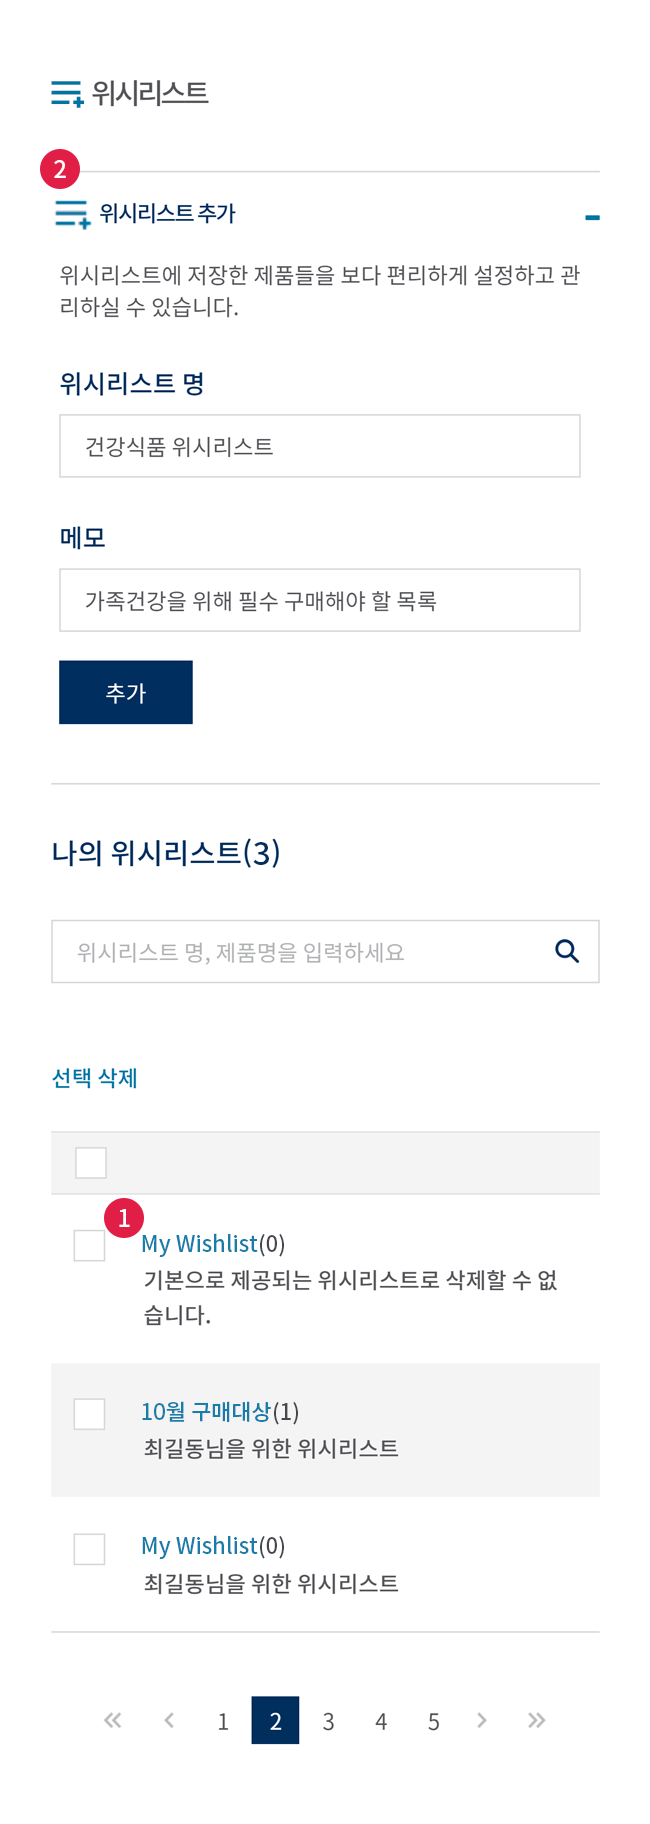 위시리스트
2
위시리스트 추가
위시리스트에 저장한 제품들을 보다 편리하게 설정하고 관
리하실 수 있습니다.
위시리스트 명
건강식품 위시리스트
메모
가족건강을 위해 필수 구매해야 할 목록
추가
나의 위시리스트(3)
위시리스트 명, 제품명을 입력하세요
선택 삭제
1
My Wishlist(0)
기본으로 제공되는 위시리스트로 삭제할 수 없
습니다.
10월 구매대상(1)
최길동님을 위한 위시리스트
My Wishlist(0)
최길동님을 위한 위시리스트
« ‹ 1 2 3 4 5 › »